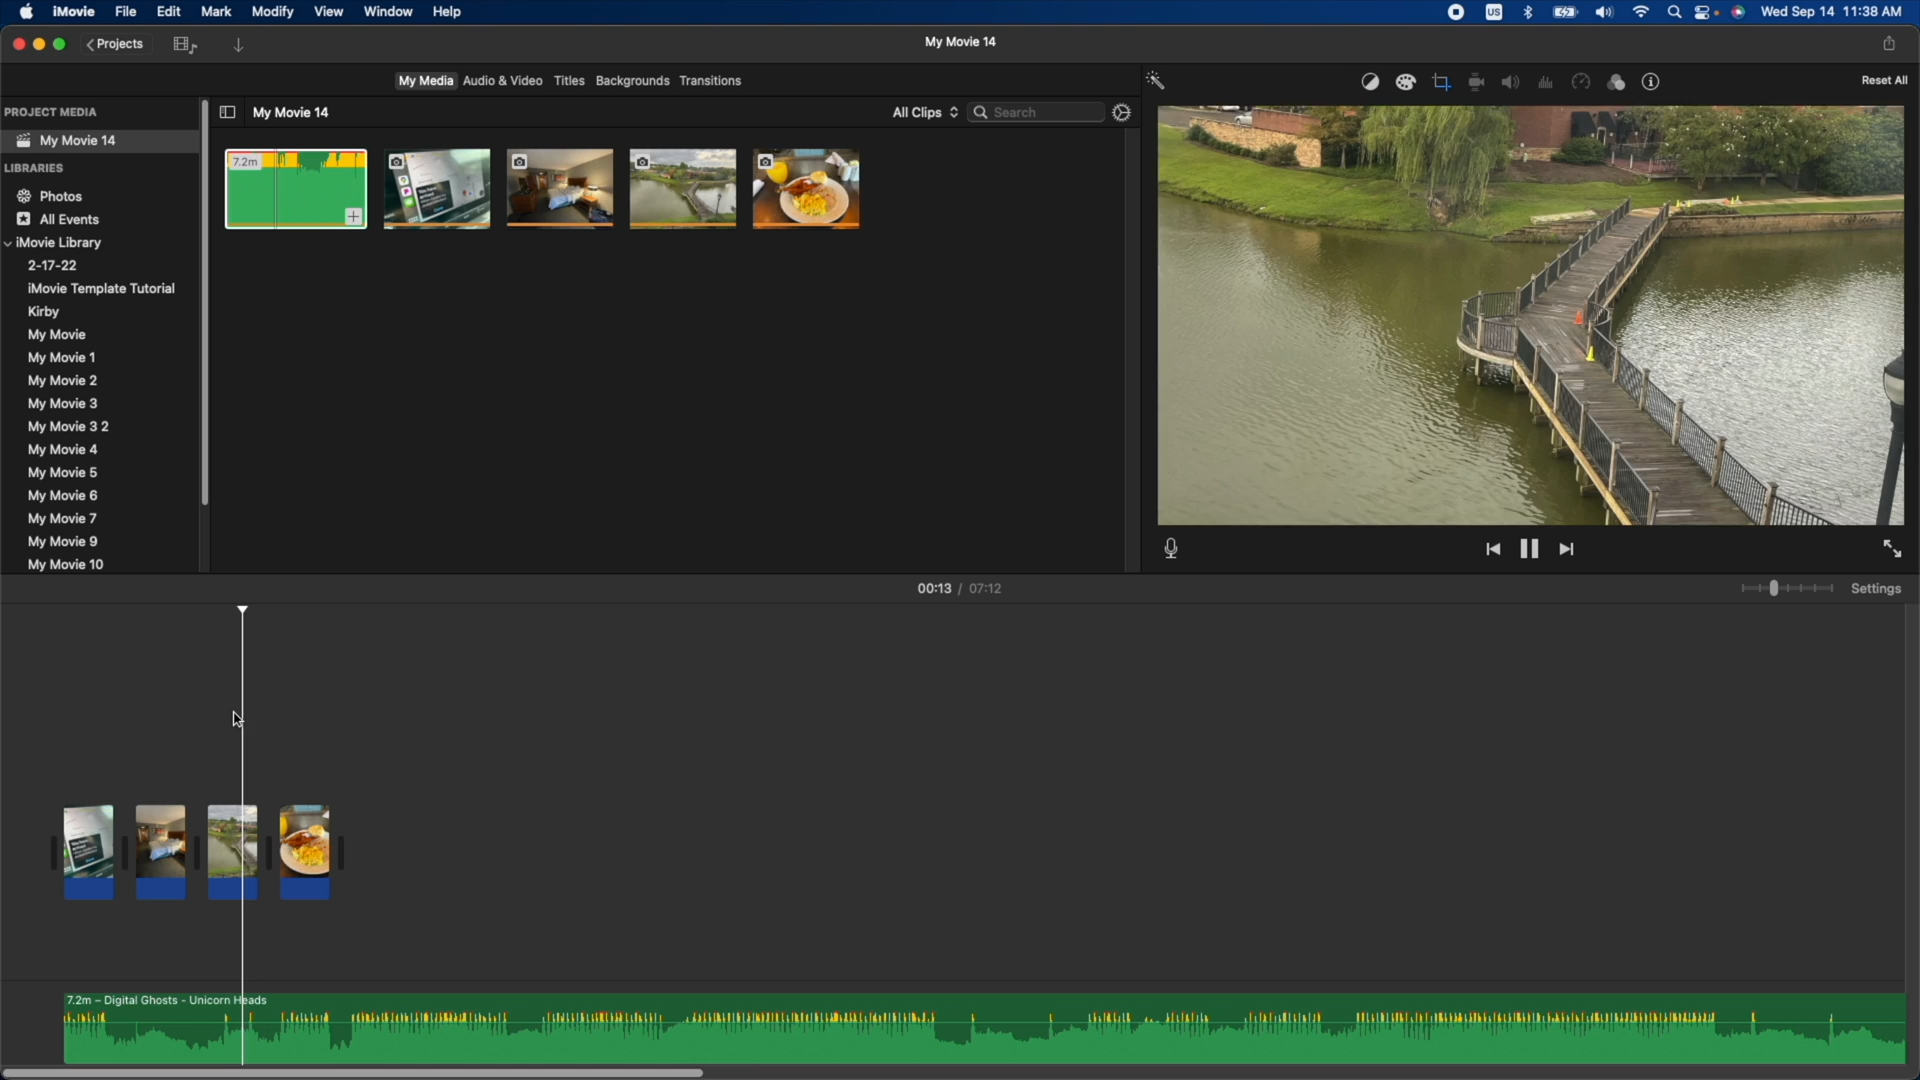 iMovie File Edit Mark Modify View Window Help
US
Wed Sep 14 11:38 AM
Projects
My Movie 14
My Media Audio & Video Titles Backgrounds Transitions
Reset All
PROJECT MEDIA
My Movie 14
LIBRARIES
Photos
All Events
iMovie Library
2-17-22
iMovie Template Tutorial
Kirby
My Movie
My Movie 1
My Movie 2
My Movie 3
My Movie 3 2
My Movie 4
My Movie 5
My Movie 6
My Movie 7
My Movie 9
My Movie 10
My Movie 14
All Clips
Search
7.2m
00:13 / 07:12
Settings
7.2m – Digital Ghosts - Unicorn Heads